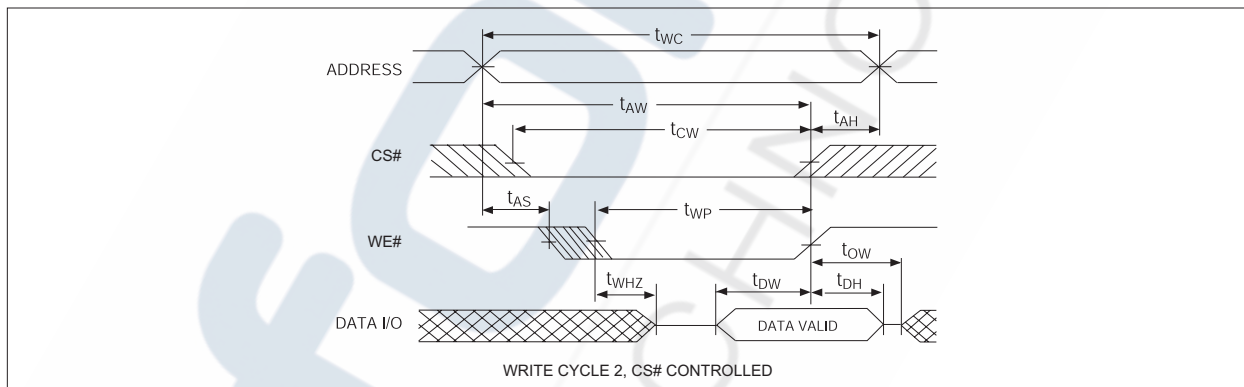 tWC
ADDRESS
tAW
tCW
tAH
CS#
tAS
tWP
WE#
tOW
tWHZ
tDW
tDH
DATA I/O
DATA VALID
WRITE CYCLE 2, CS# CONTROLLED